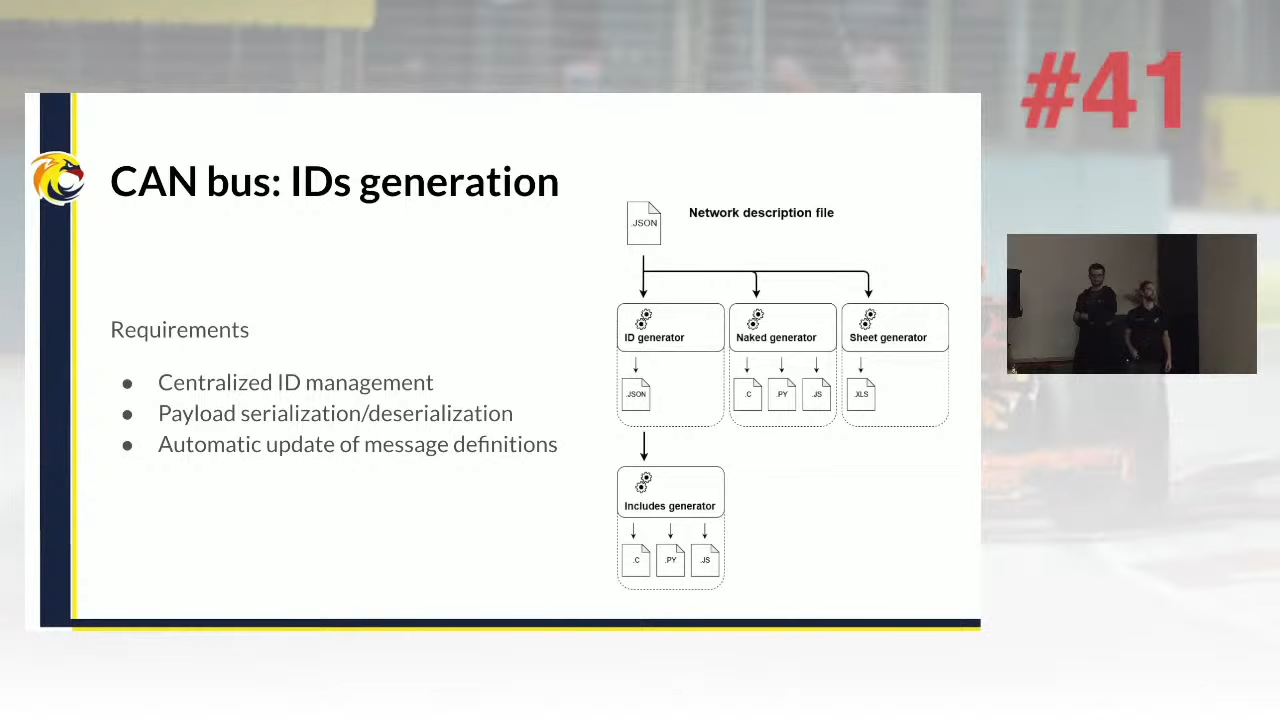 #41
CAN bus: IDs generation
.JSON
Network description file
Requirements
● Centralized ID management
● Payload serialization/deserialization
● Automatic update of message definitions
ID generator
Naked generator
Sheet generator
.JSON
.C
.PY
.JS
.XLS
Includes generator
.C
.PY
.JS